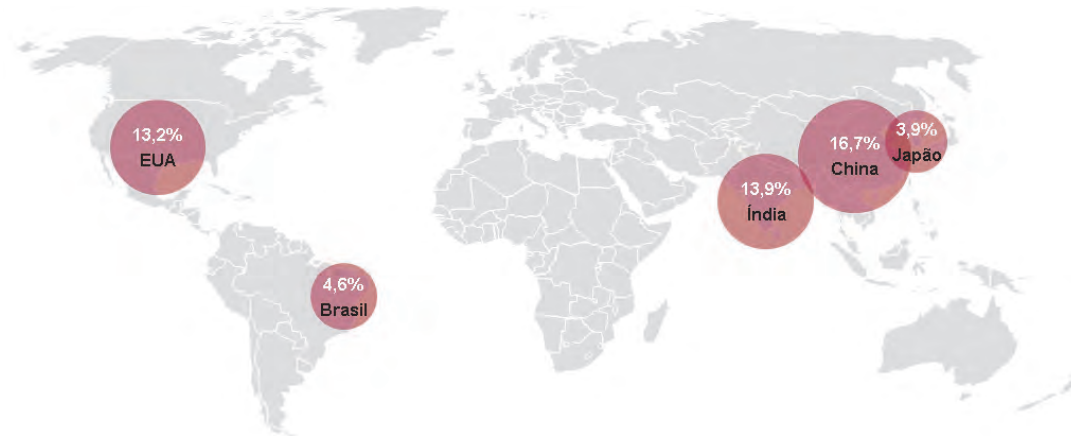 13,2%
EUA
4,6%
Brasil
13,9%
Índia
16,7%
China
3,9%
Japão